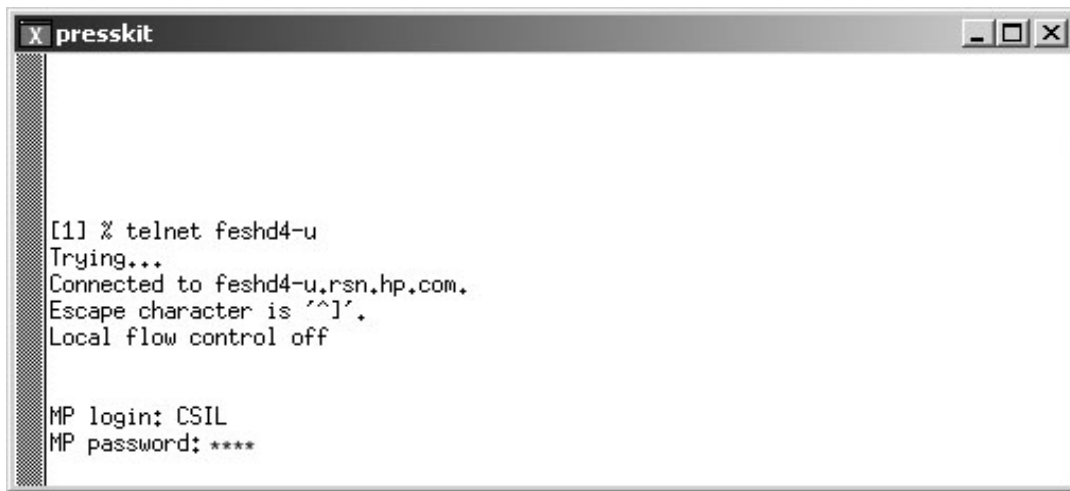 X presskit
[1] % telnet feshd4-u
Trying...
Connected to feshd4-u.rsn.hp.com.
Escape character is '^]'.
Local flow control off
MP login: CSIL
MP password: ****